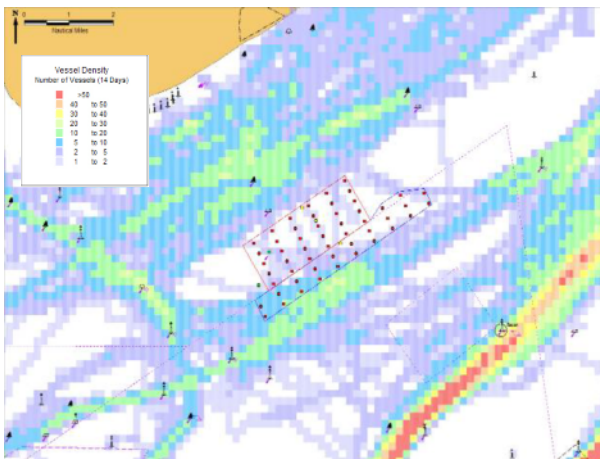 N
0 1 2
Nautical Miles
Vessel Density
Number of Vessels (14 Days)
>50
40 to 50
30 to 40
20 to 30
10 to 20
5 to 10
2 to 5
1 to 2